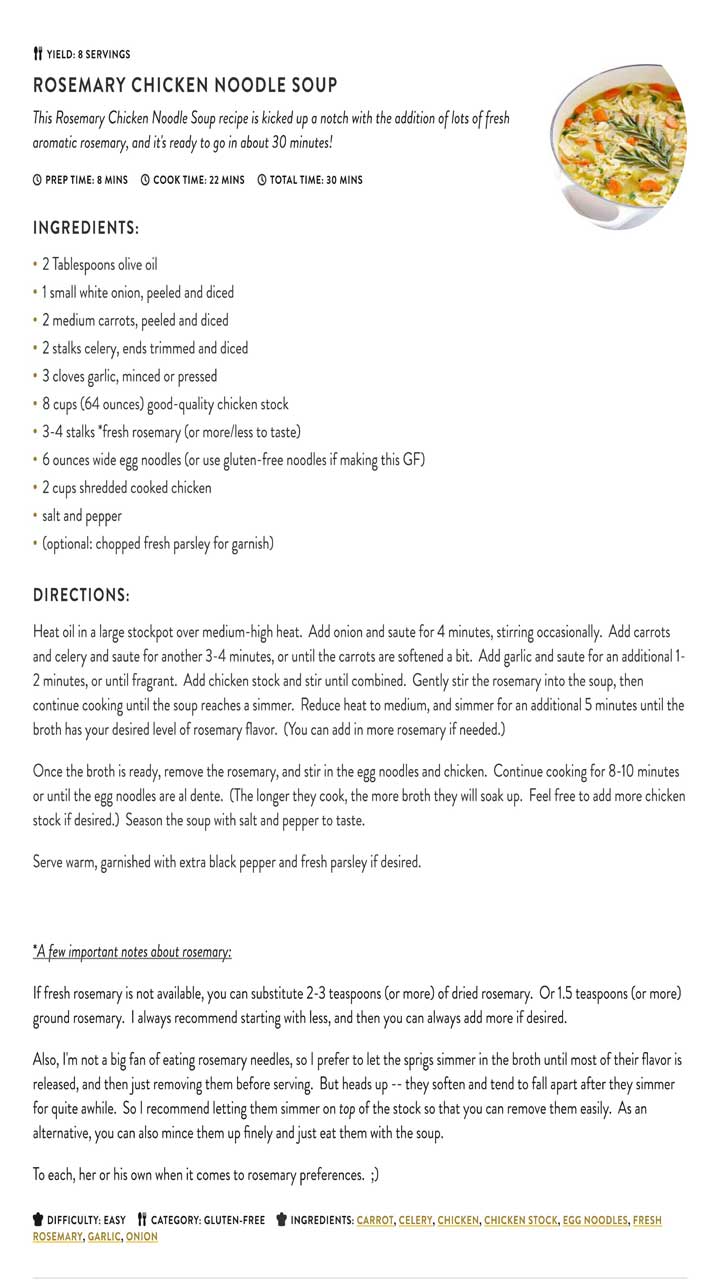 YIELD: 8 SERVINGS
ROSEMARY CHICKEN NOODLE SOUP
This Rosemary Chicken Noodle Soup recipe is kicked up a notch with the addition of lots of fresh
aromatic rosemary, and it's ready to go in about 30 minutes!
PREP TIME: 8 MINS COOK TIME: 22 MINS TOTAL TIME: 30 MINS
INGREDIENTS:
• 2 Tablespoons olive oil
• 1 small white onion, peeled and diced
• 2 medium carrots, peeled and diced
• 2 stalks celery, ends trimmed and diced
• 3 cloves garlic, minced or pressed
• 8 cups (64 ounces) good-quality chicken stock
• 3-4 stalks *fresh rosemary (or more/less to taste)
• 6 ounces wide egg noodles (or use gluten-free noodles if making this GF)
• 2 cups shredded cooked chicken
• salt and pepper
• (optional: chopped fresh parsley for garnish)
DIRECTIONS:
Heat oil in a large stockpot over medium-high heat. Add onion and saute for 4 minutes, stirring occasionally. Add carrots
and celery and saute for another 3-4 minutes, or until the carrots are softened a bit. Add garlic and saute for an additional 1-
2 minutes, or until fragrant. Add chicken stock and stir until combined. Gently stir the rosemary into the soup, then
continue cooking until the soup reaches a simmer. Reduce heat to medium, and simmer for an additional 5 minutes until the
broth has your desired level of rosemary flavor. (You can add in more rosemary if needed.)
Once the broth is ready, remove the rosemary, and stir in the egg noodles and chicken. Continue cooking for 8-10 minutes
or until the egg noodles are al dente. (The longer they cook, the more broth they will soak up. Feel free to add more chicken
stock if desired.) Season the soup with salt and pepper to taste.
Serve warm, garnished with extra black pepper and fresh parsley if desired.
*A few important notes about rosemary:
If fresh rosemary is not available, you can substitute 2-3 teaspoons (or more) of dried rosemary. Or 1.5 teaspoons (or more)
ground rosemary. I always recommend starting with less, and then you can always add more if desired.
Also, I'm not a big fan of eating rosemary needles, so I prefer to let the sprigs simmer in the broth until most of their flavor is
released, and then just removing them before serving. But heads up -- they soften and tend to fall apart after they simmer
for quite awhile. So I recommend letting them simmer on top of the stock so that you can remove them easily. As an
alternative, you can also mince them up finely and just eat them with the soup.
To each, her or his own when it comes to rosemary preferences. ;)
DIFFICULTY: EASY CATEGORY: GLUTEN-FREE INGREDIENTS: CARROT, CELERY, CHICKEN, CHICKEN STOCK, EGG NOODLES, FRESH
ROSEMARY, GARLIC, ONION